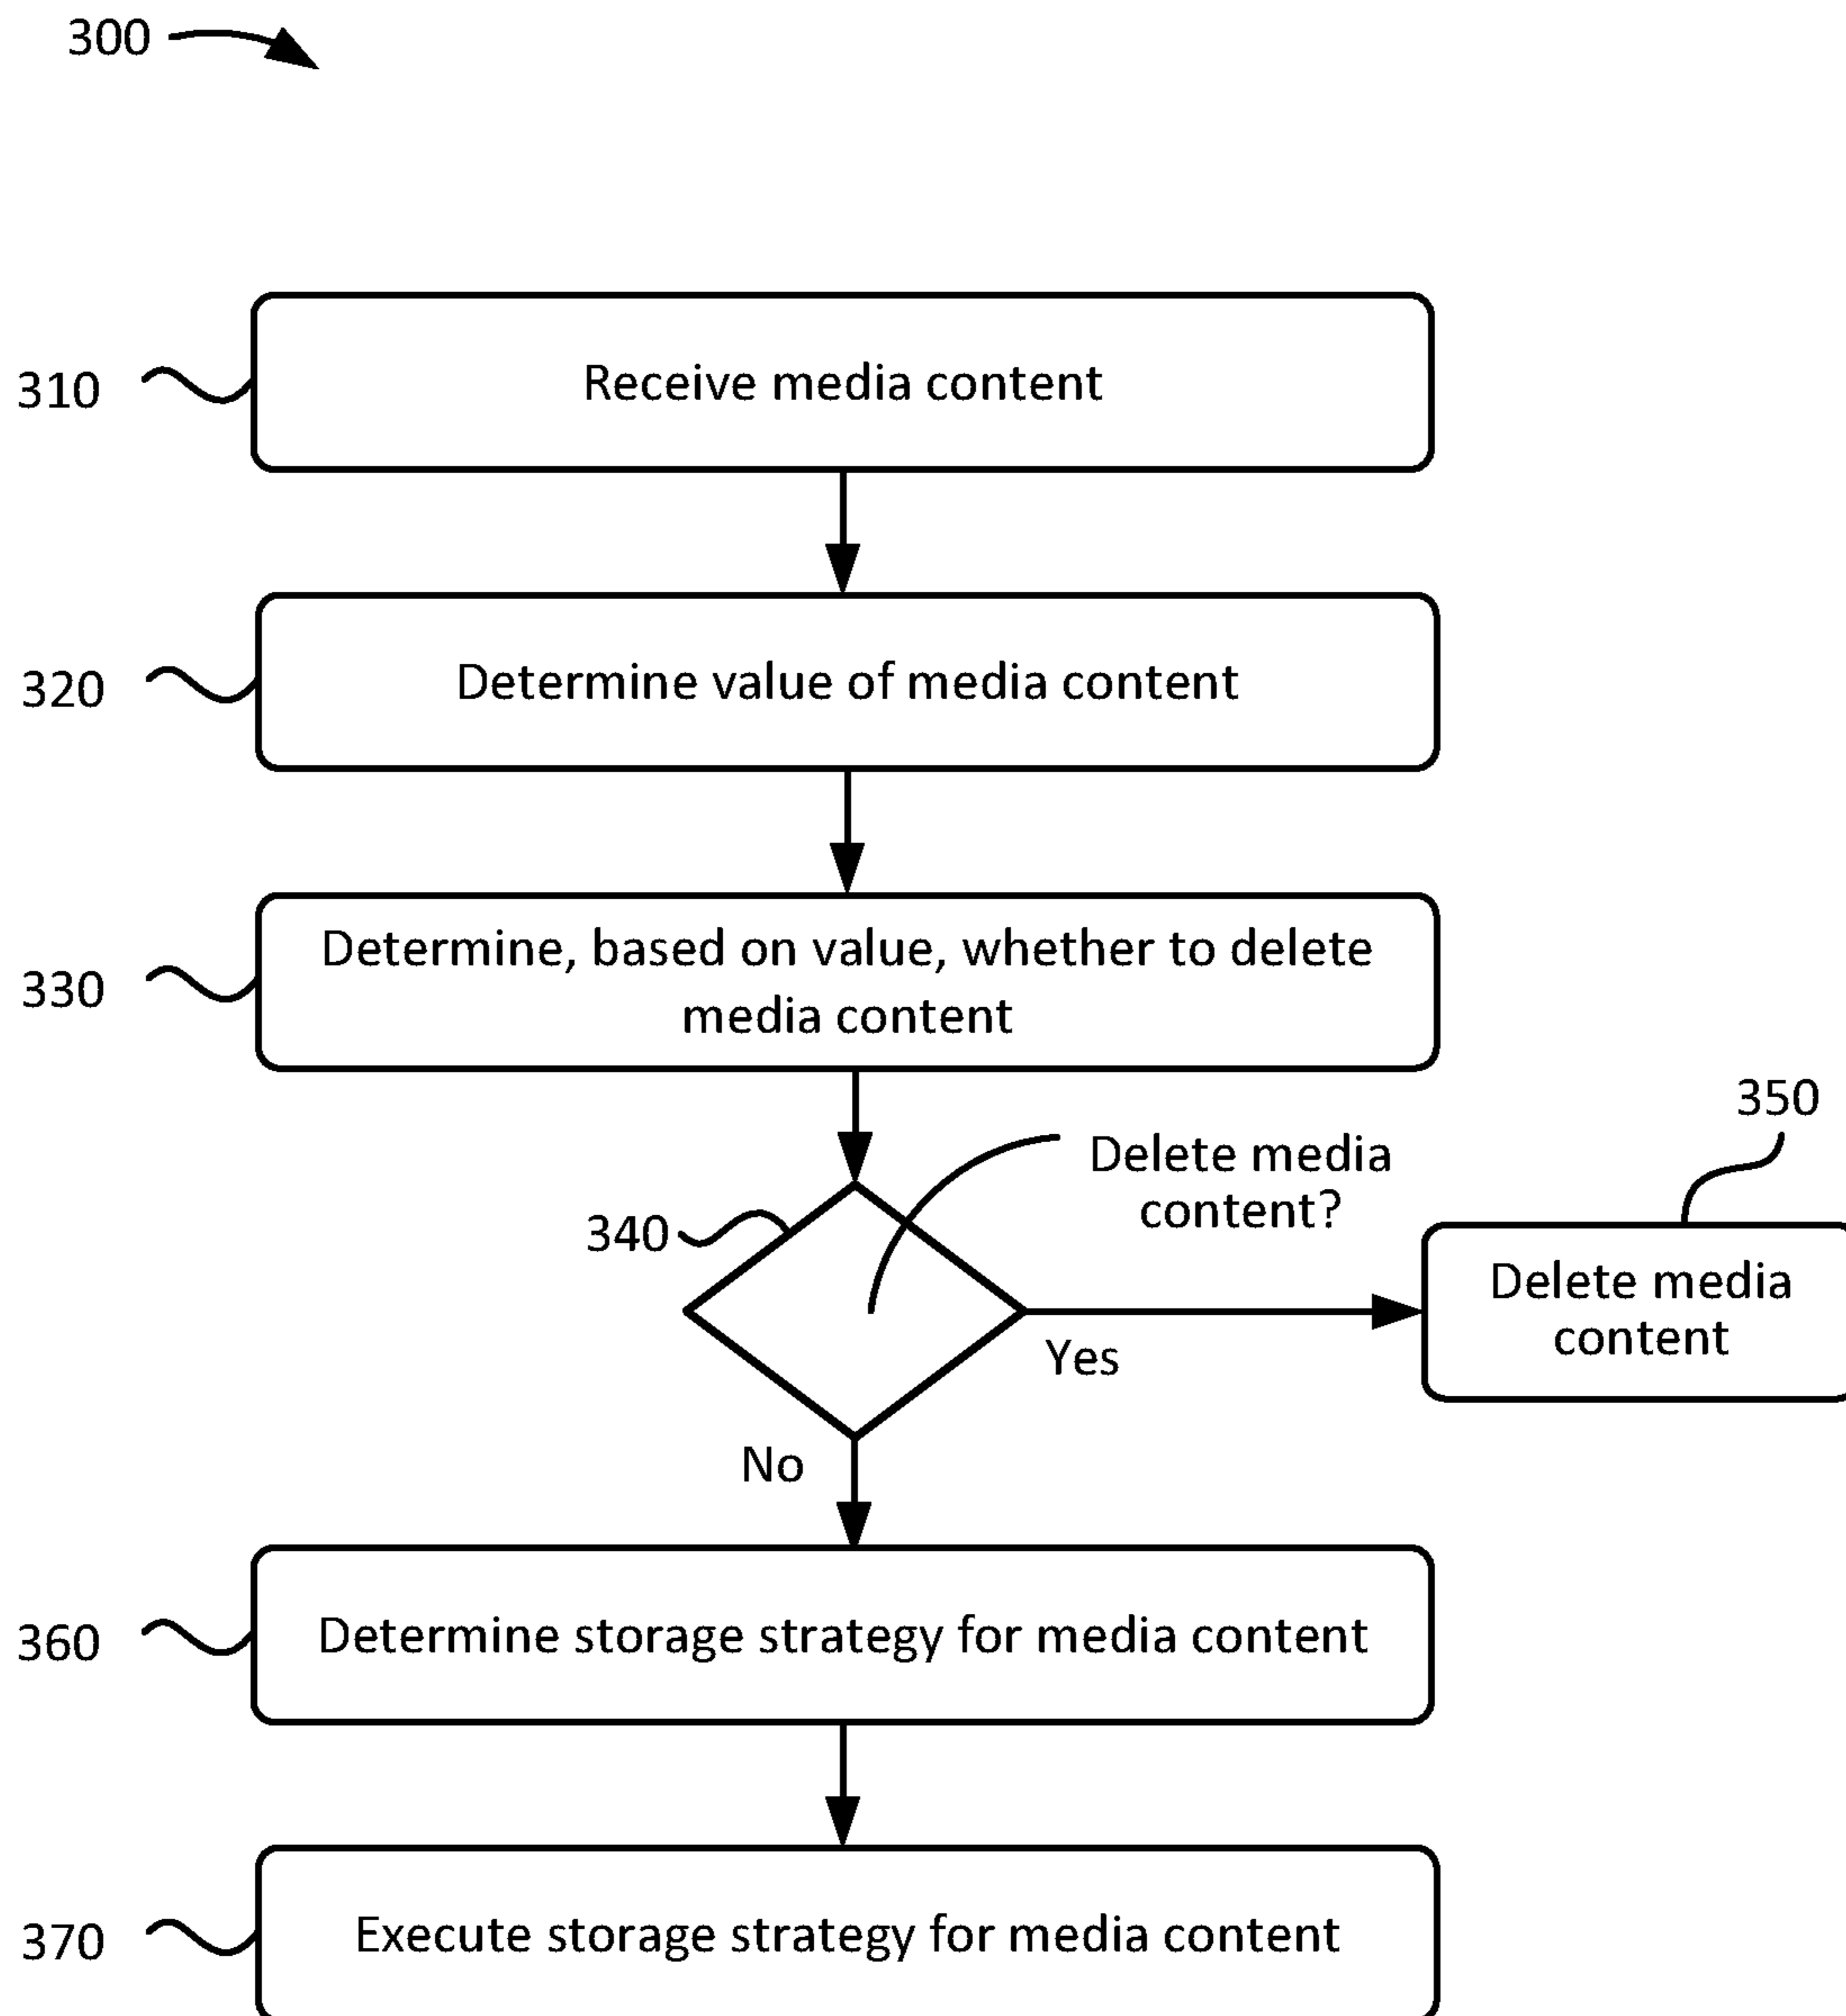 300
310
Receive media content
320
Determine value of media content
330
Determine, based on value, whether to delete
media content
350
Delete media
content?
340
Delete media
content
Yes
No
360
Determine storage strategy for media content
370
Execute storage strategy for media content